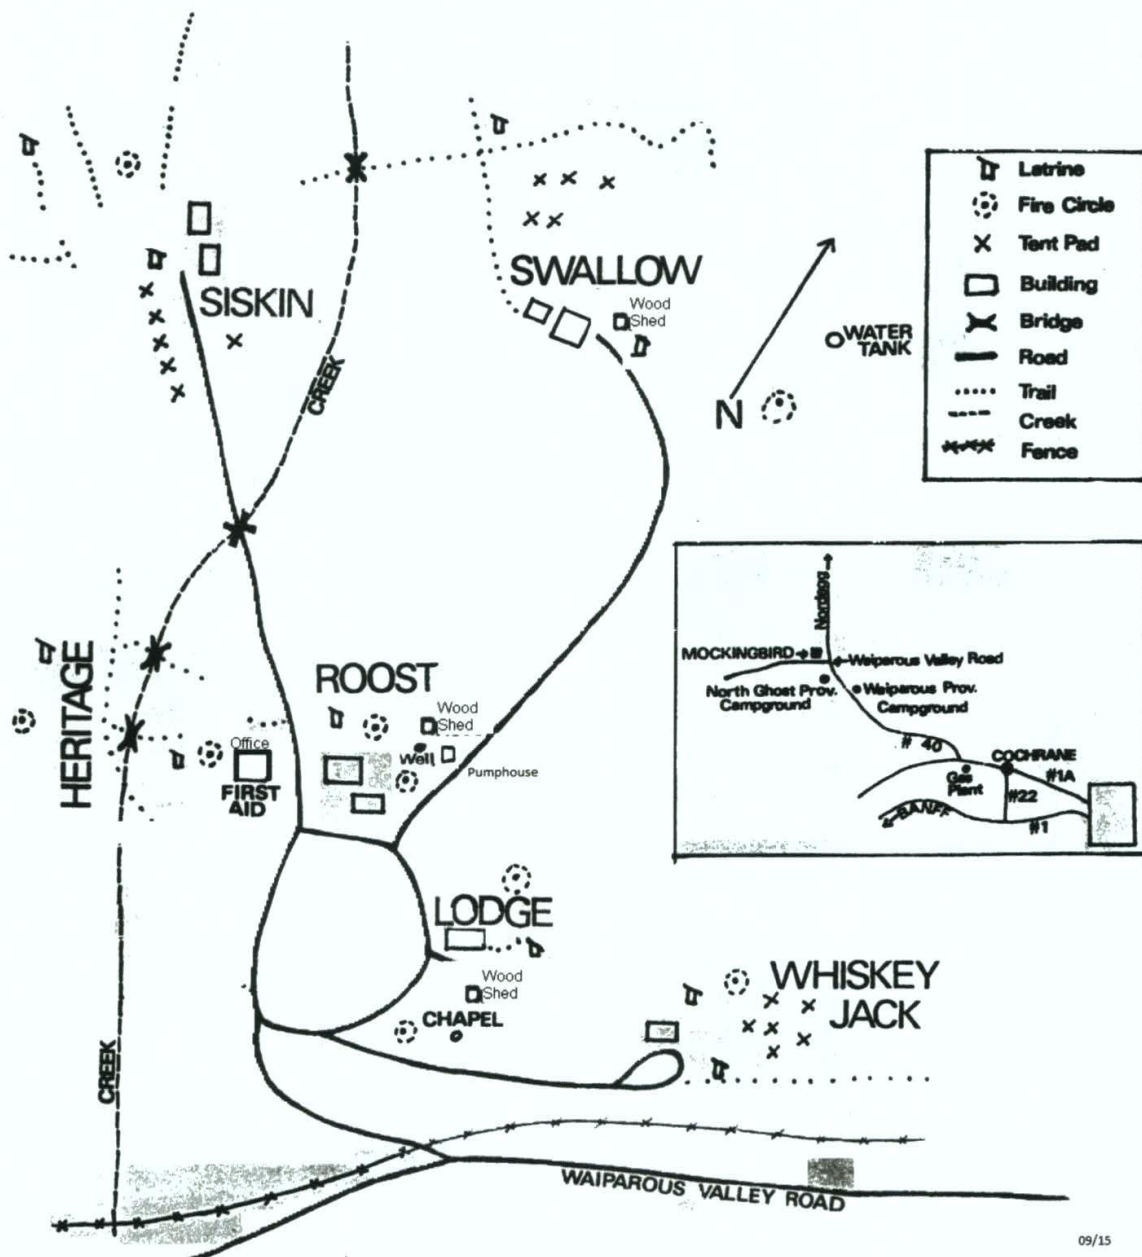 Latrine
Fire Circle
Tent Pad
Building
Bridge
Road
Trail
Creek
Fence
SWALLOW
Wood
Shed
SISKIN
WATER
TANK
CREEK
N
Nordegg
MOCKINGBIRD
Waiparous Valley Road
North Ghost Prov.
Campground
Waiparous Prov.
Campground
# 40
COCHRANE
Gas
Plant
#1A
#22
BANFF
#1
HERITAGE
ROOST
Wood
Shed
Well
Pumphouse
Office
FIRST
AID
LODGE
Wood
Shed
CHAPEL
WHISKEY
JACK
CREEK
WAIPAROUS VALLEY ROAD
09/15